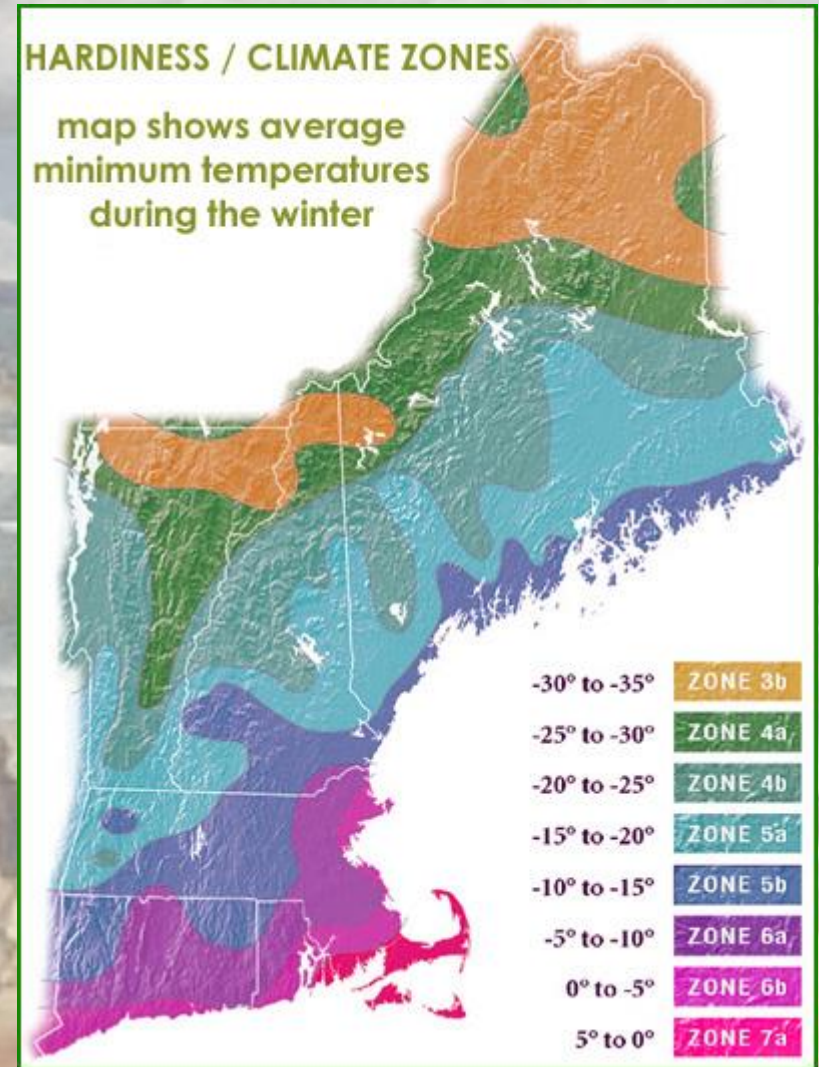 HARDINESS / CLIMATE ZONES
map shows average
minimum temperatures
during the winter
-30° to -35° ZONE 3b
-25° to -30° ZONE 4a
-20° to -25° ZONE 4b
-15° to -20° ZONE 5a
-10° to -15° ZONE 5b
-5° to -10° ZONE 6a
0° to -5° ZONE 6b
5° to 0° ZONE 7a